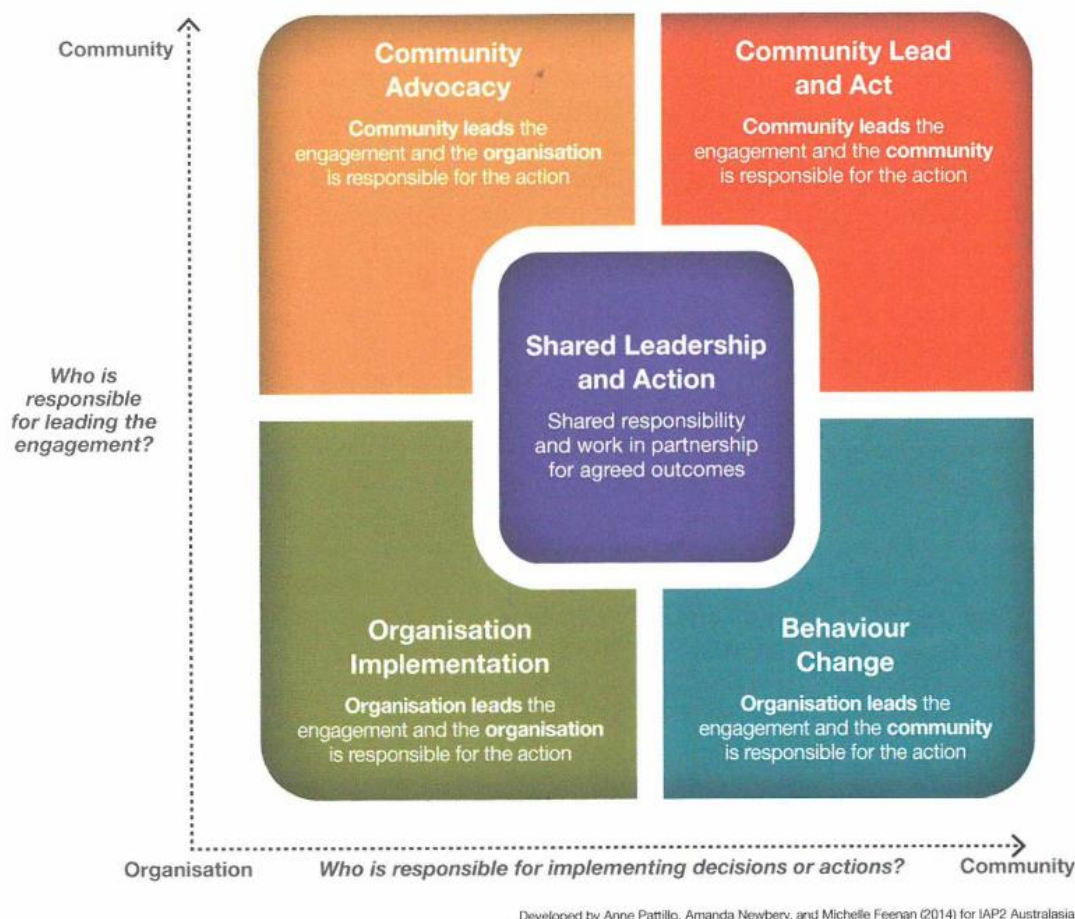 Community
Community
Advocacy
Community leads the
engagement and the organisation
is responsible for the action
Community Lead
and Act
Community leads the
engagement and the community
is responsible for the action
Who is
responsible
for leading the
engagement?
Shared Leadership
and Action
Shared responsibility
and work in partnership
for agreed outcomes
Organisation
Implementation
Organisation leads the
engagement and the organisation
is responsible for the action
Behaviour
Change
Organisation leads the
engagement and the community
is responsible for the action
Organisation
Who is responsible for implementing decisions or actions?
Community
Developed by Anne Pattillo, Amanda Newbery, and Michelle Feenan (2014) for IAP2 Australasia